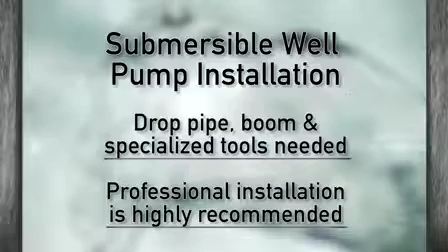 Submersible Well
Pump Installation
Drop pipe, boom &
specialized tools needed
Professional installation
is highly recommended